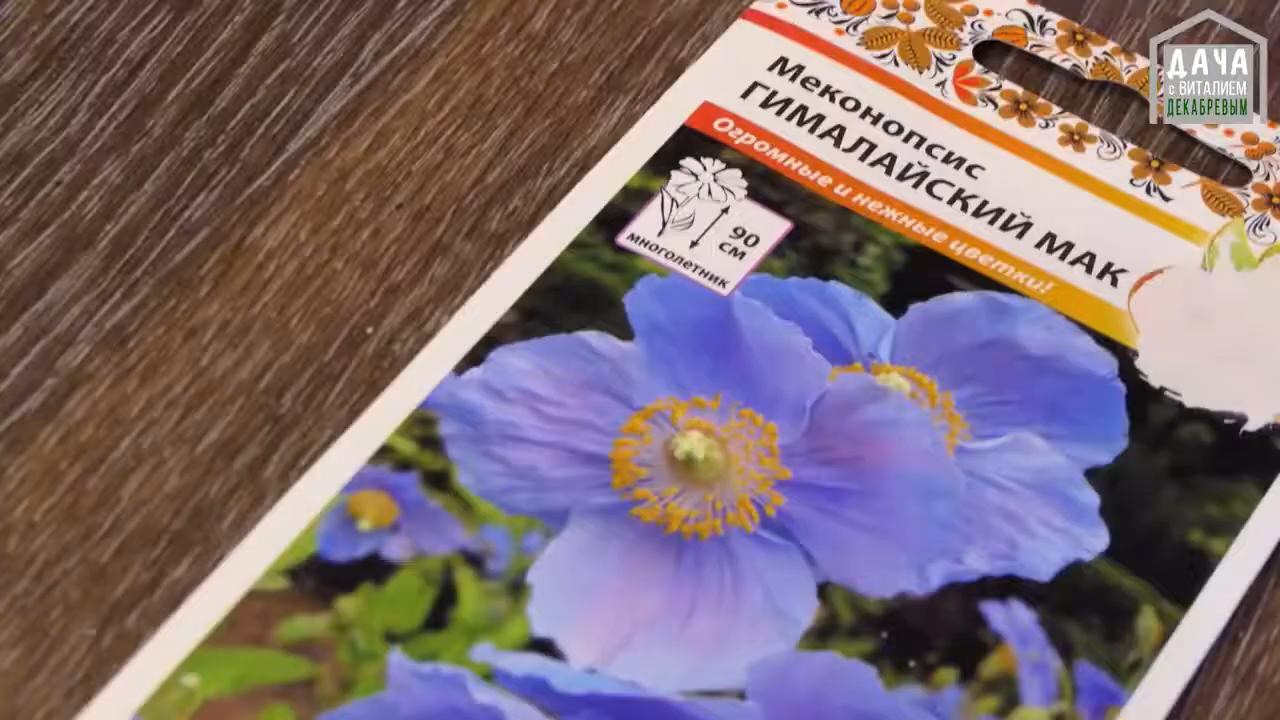 Меконопсис
ГИМАЛАЙСКИЙ МАК
Огромные и нежные цветки!
90
см
многолетник
ДАЧА
с ВИТАЛИЕМ
ДЕКАБРЕВЫМ